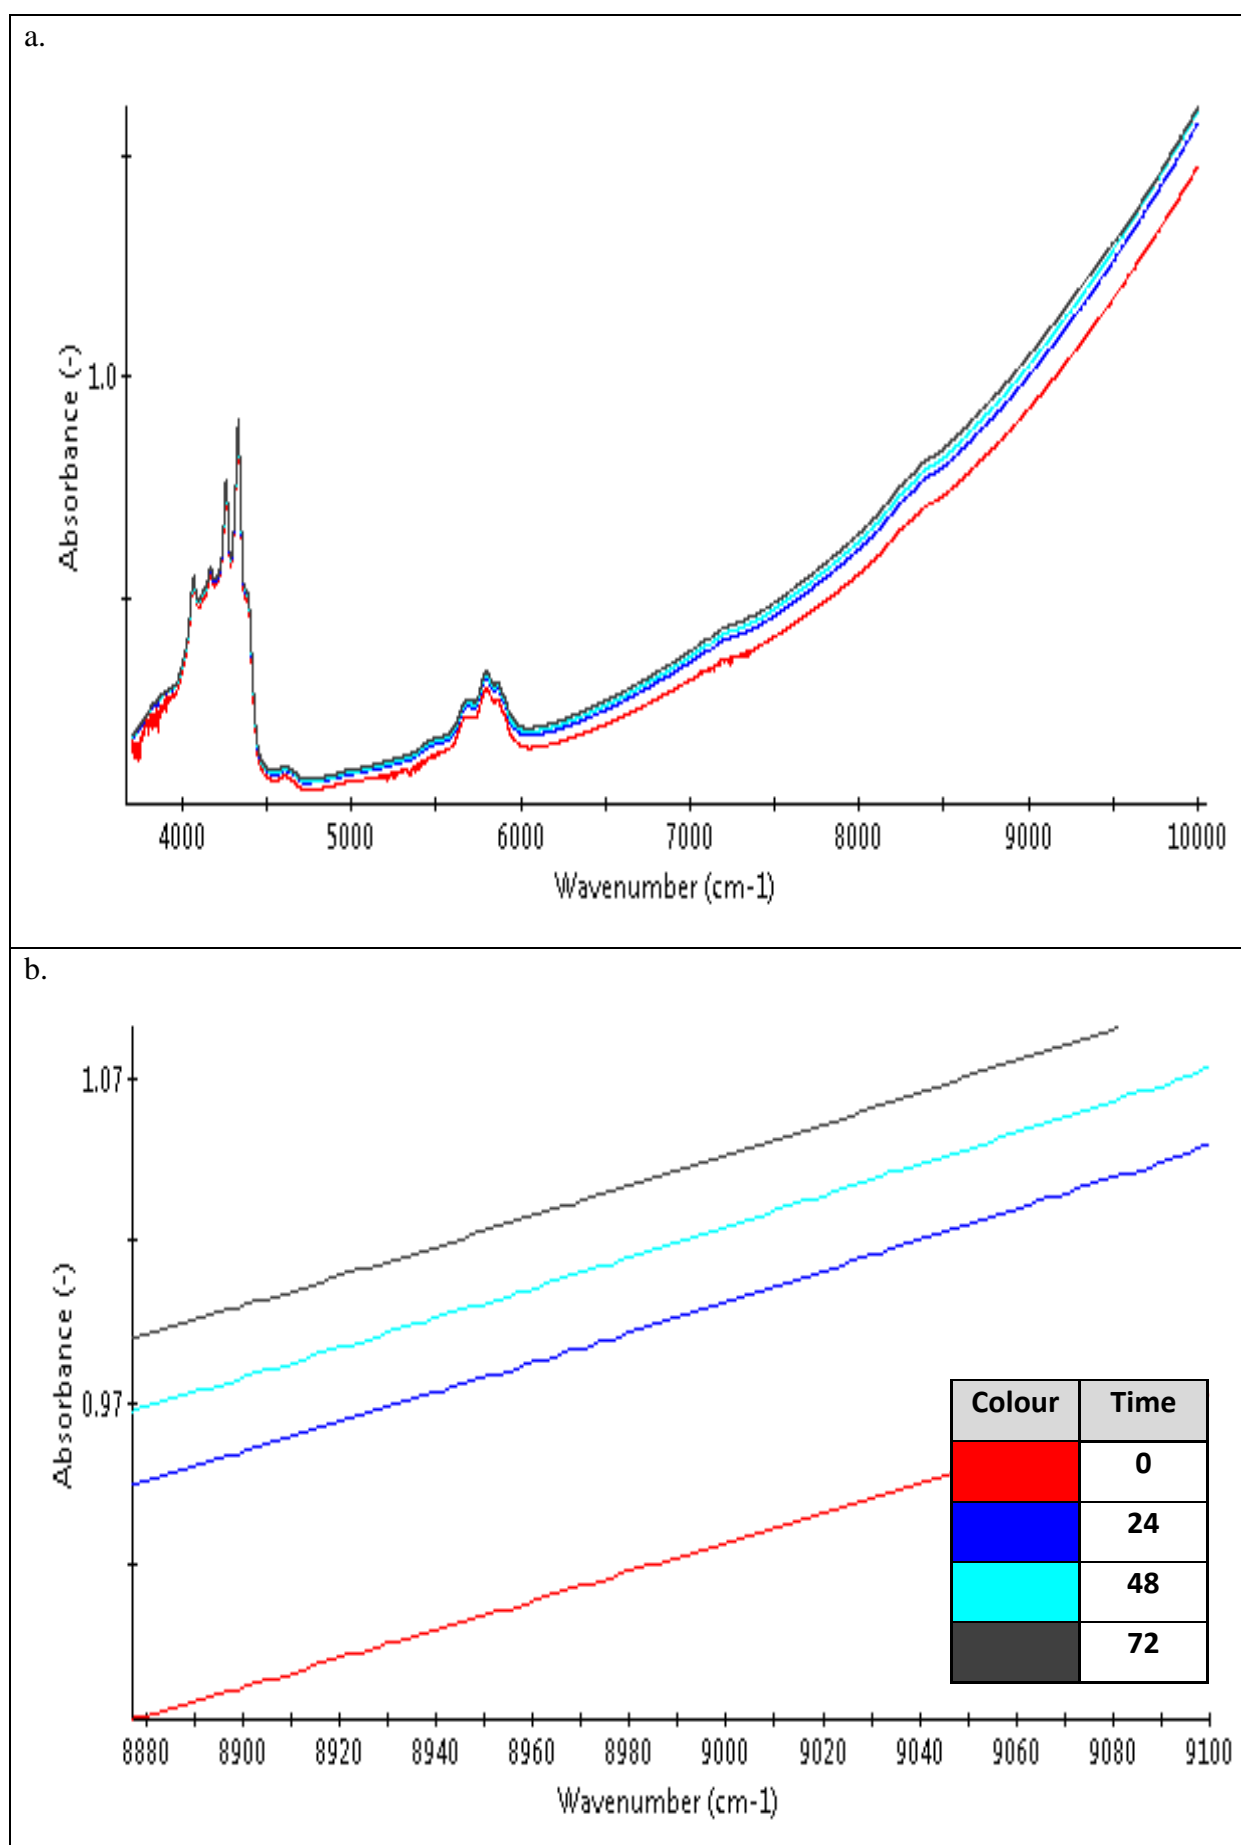 a.
Absorbance (-)
1.0
4000 5000 6000 7000 8000 9000 10000
Wavenumber (cm-1)
b.
Absorbance (-)
1.07
0.97
8880 8900 8920 8940 8960 8980 9000 9020 9040 9060 9080 9100
Wavenumber (cm-1)
Colour Time
0
24
48
72